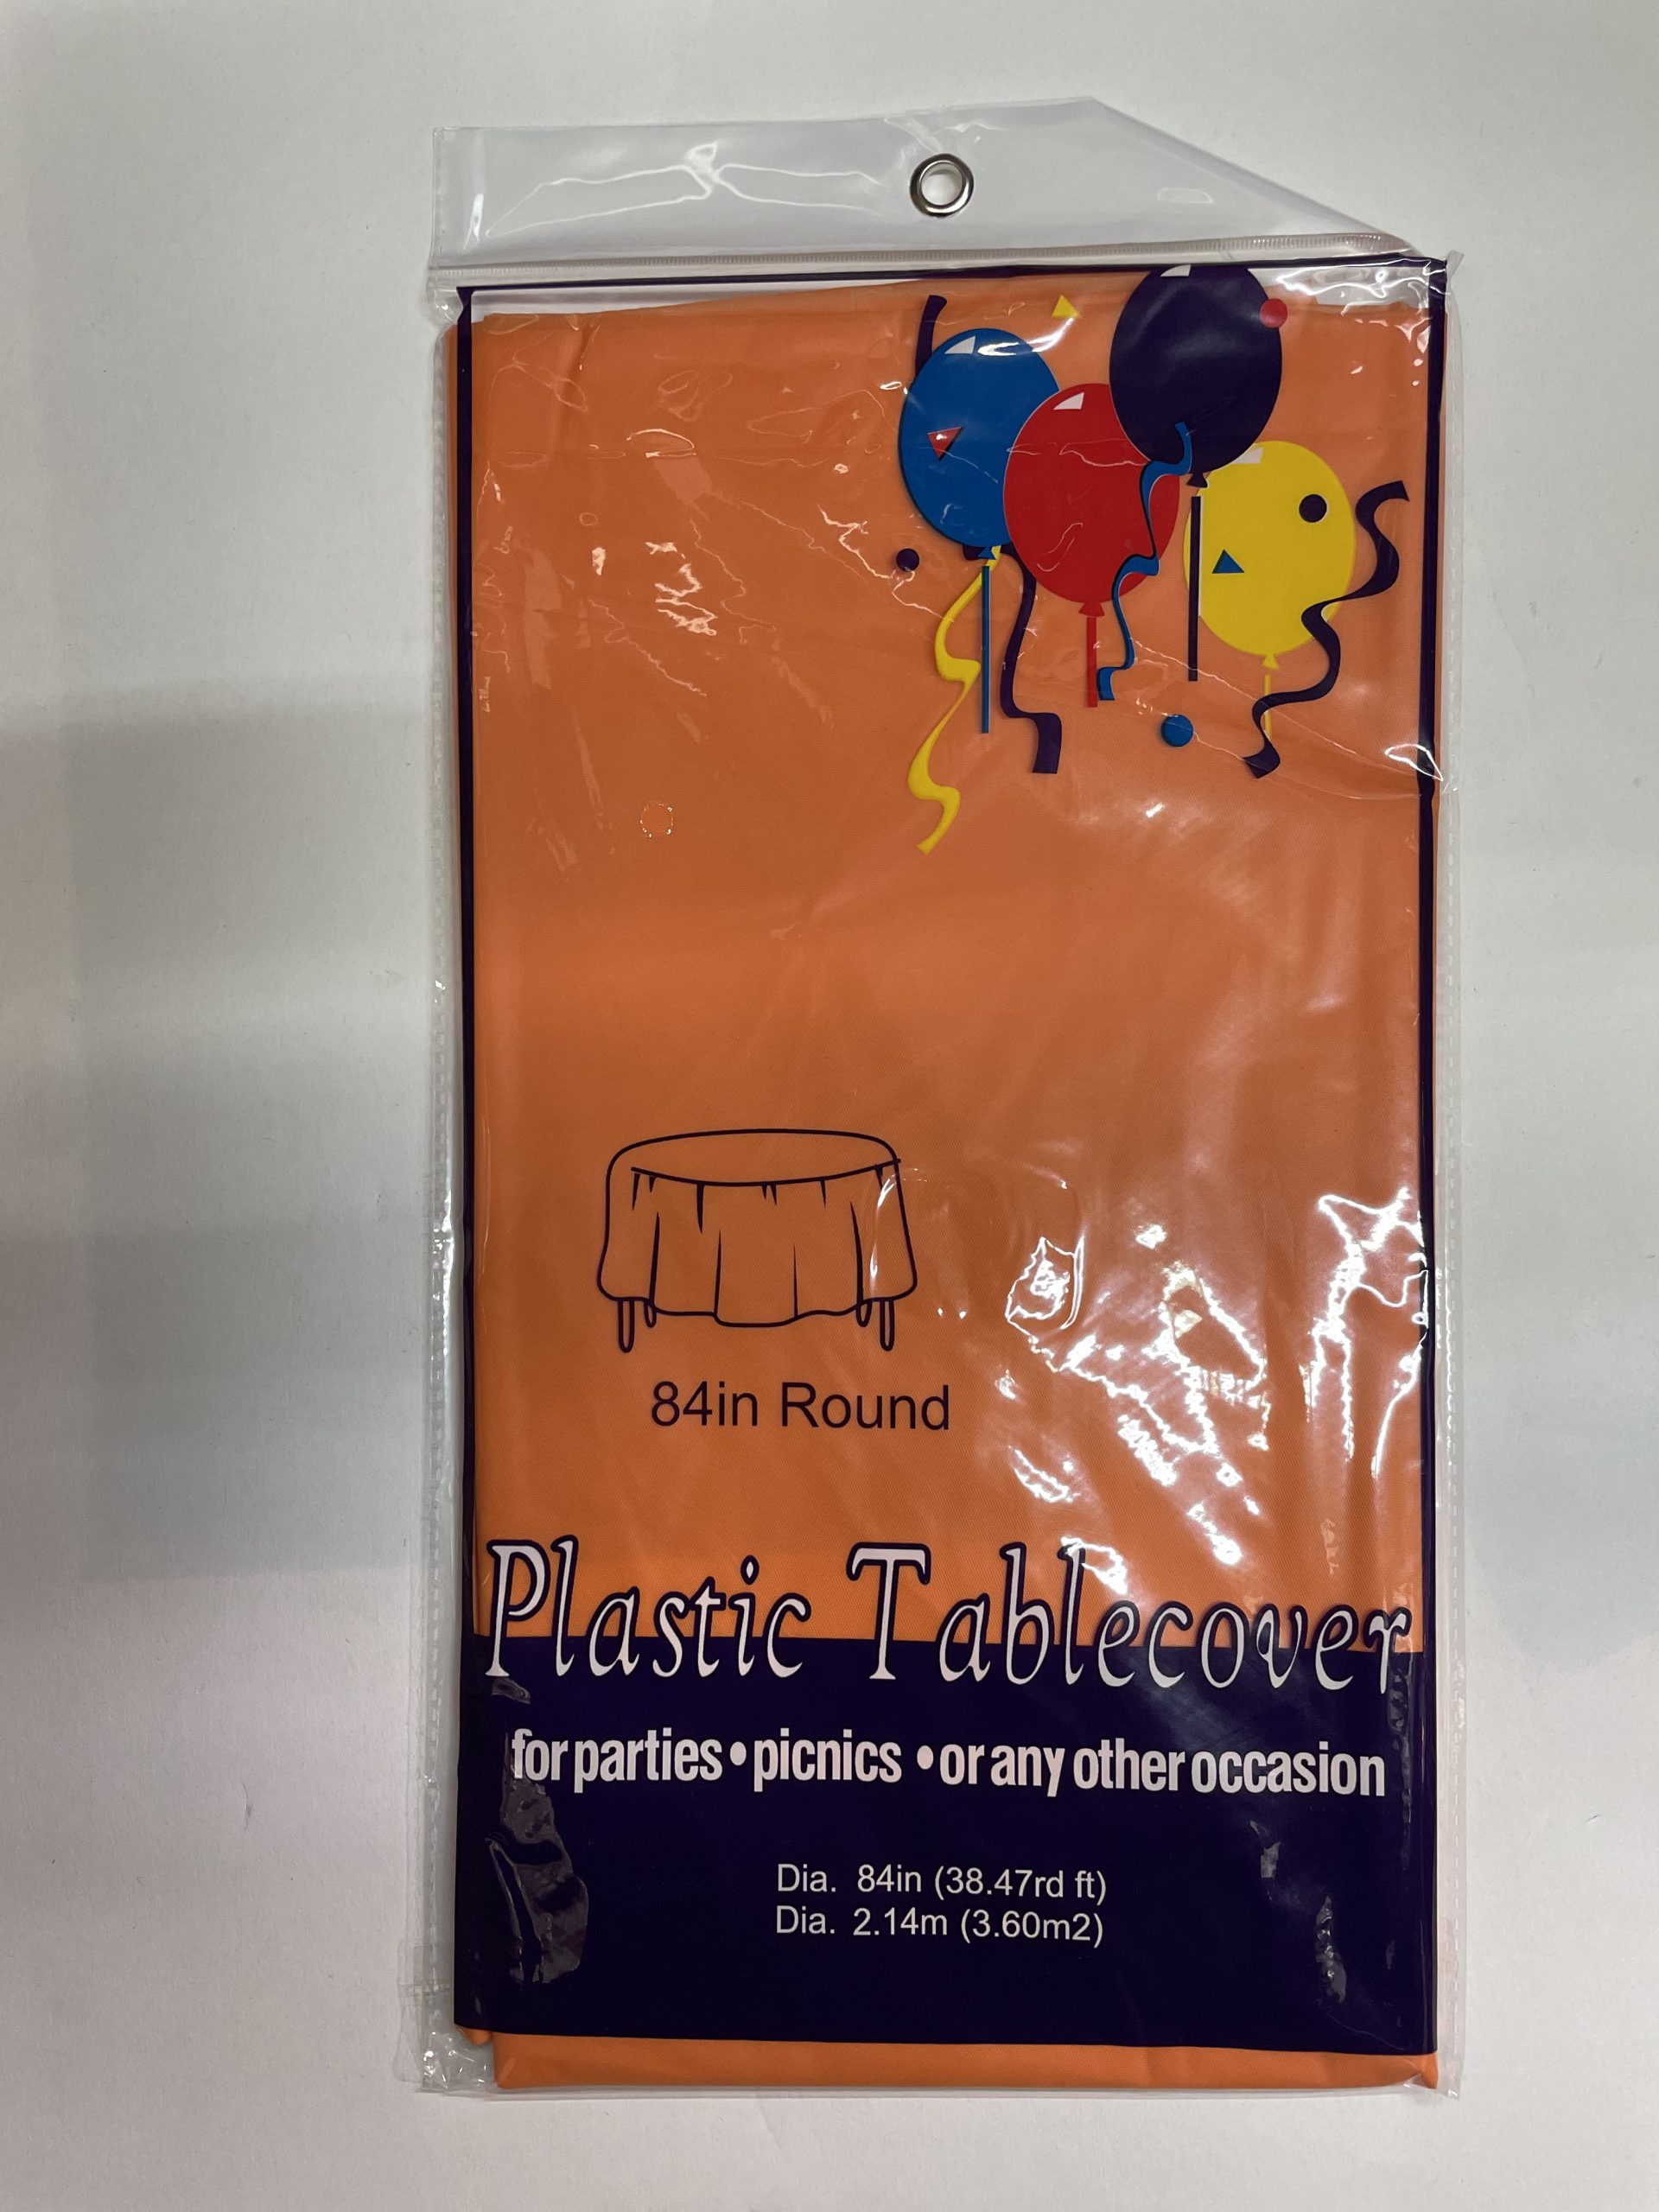 84in Round
Plastic Tablecover
for parties • picnics • or any other occasion
Dia. 84in (38.47rd ft)
Dia. 2.14m (3.60m2)